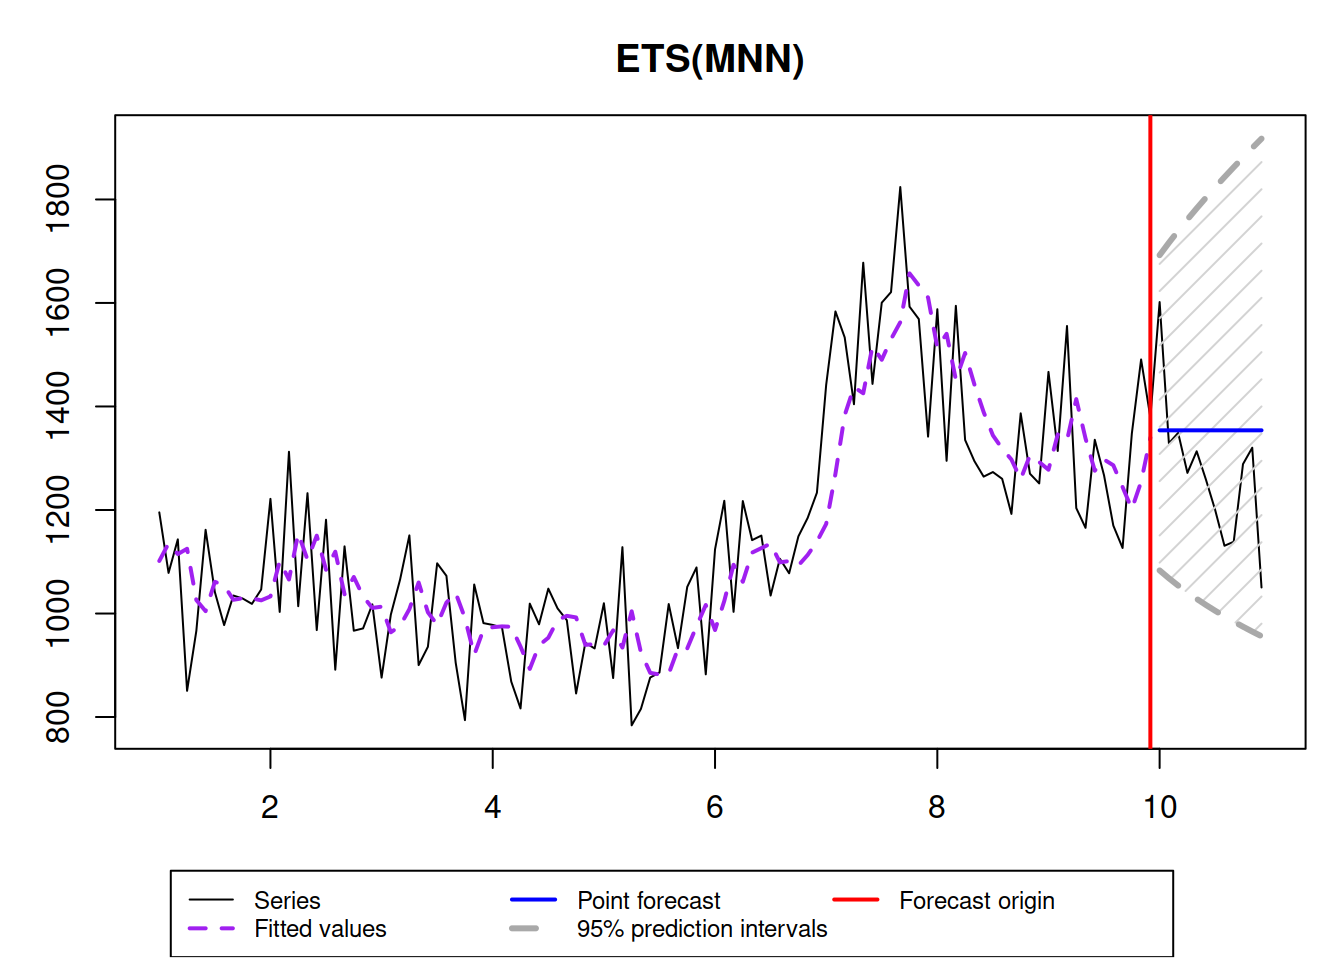 ETS(MNN)
1800
1600
1400
1200
1000
800
2 4 6 8 10
Series Point forecast Forecast origin
Fitted values 95% prediction intervals